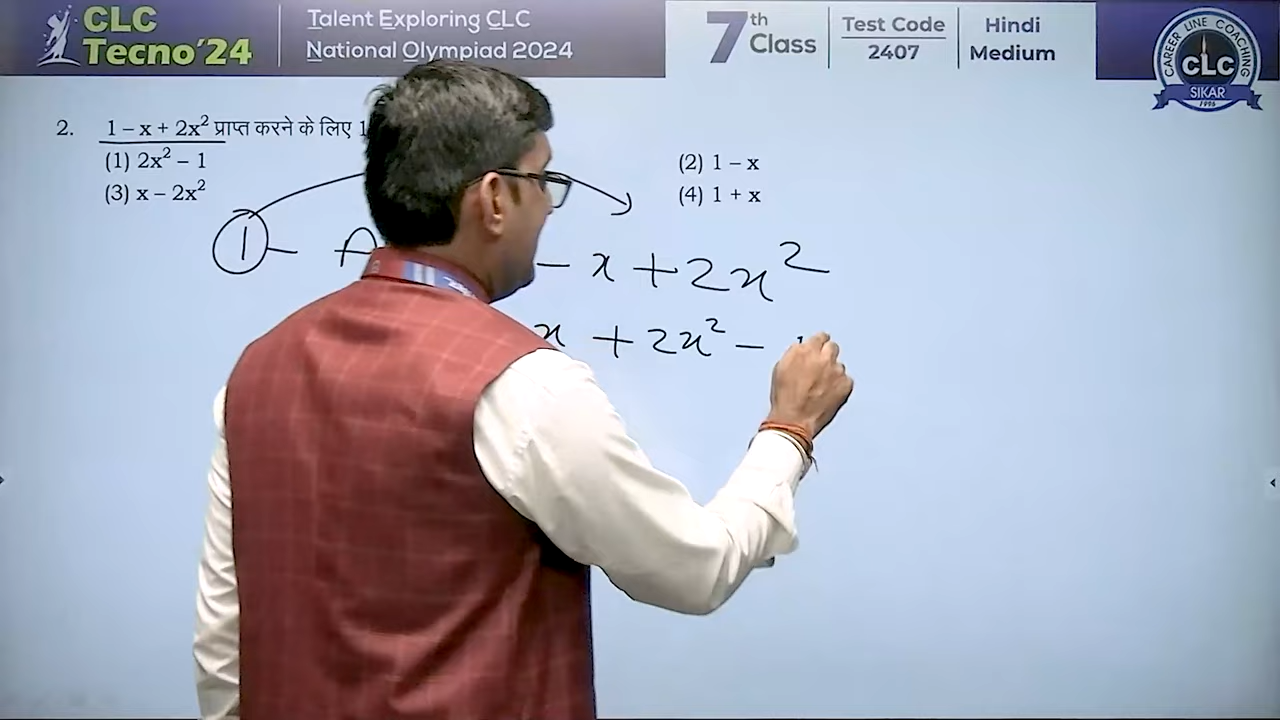 CLC
Tecno'24
Talent Exploring CLC
National Olympiad 2024
7th Class
Test Code
2407
Hindi
Medium
CAREER LINE COACHING
CLC
SIKAR
1996
2. 1 – x + 2x² प्राप्त करने के लिए 1
(1) 2x² – 1
(2) 1 – x
(3) x – 2x²
(4) 1 + x
1 – A – x + 2x²
x + 2x² –